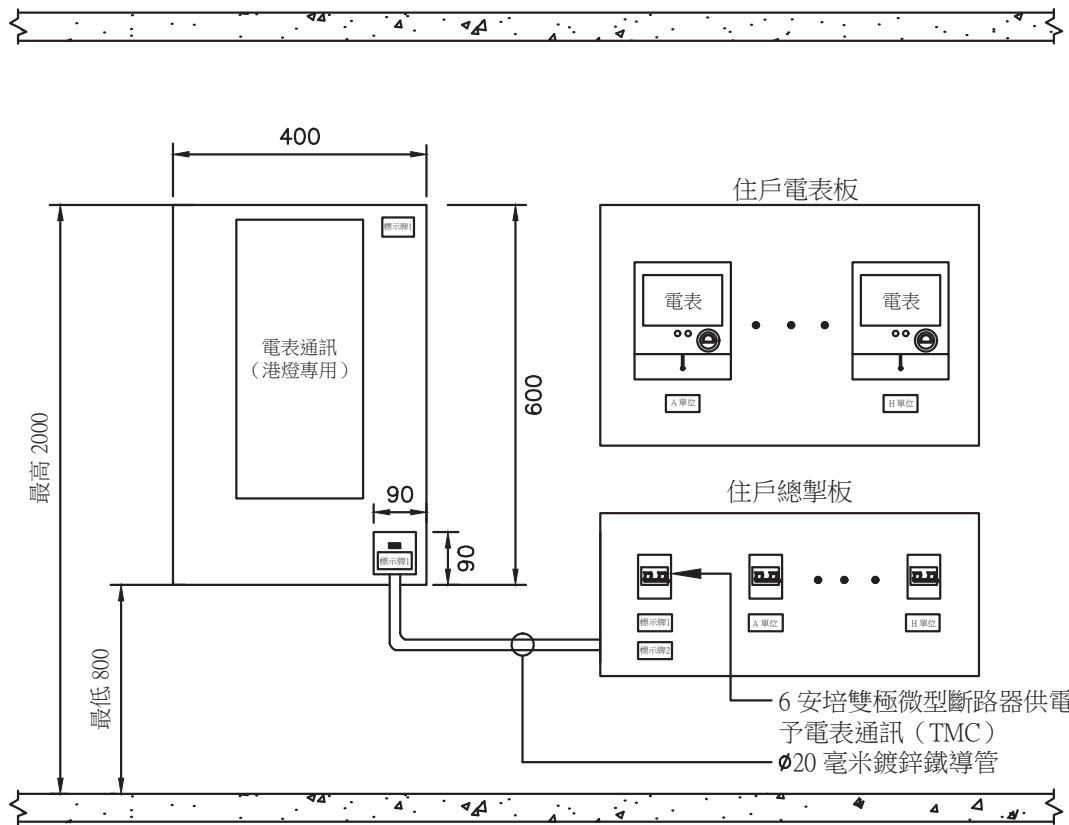 400
住戶電表板
標示牌1
電表
電表
電表通訊
（港燈專用）
A 單位
H 單位
600
最高 2000
90
住戶總掣板
標示牌1
90
標示牌1
A 單位
H 單位
標示牌2
最低 800
6 安培雙極微型斷路器供電
予電表通訊（TMC）
Ø20 毫米鍍鋅鐵導管